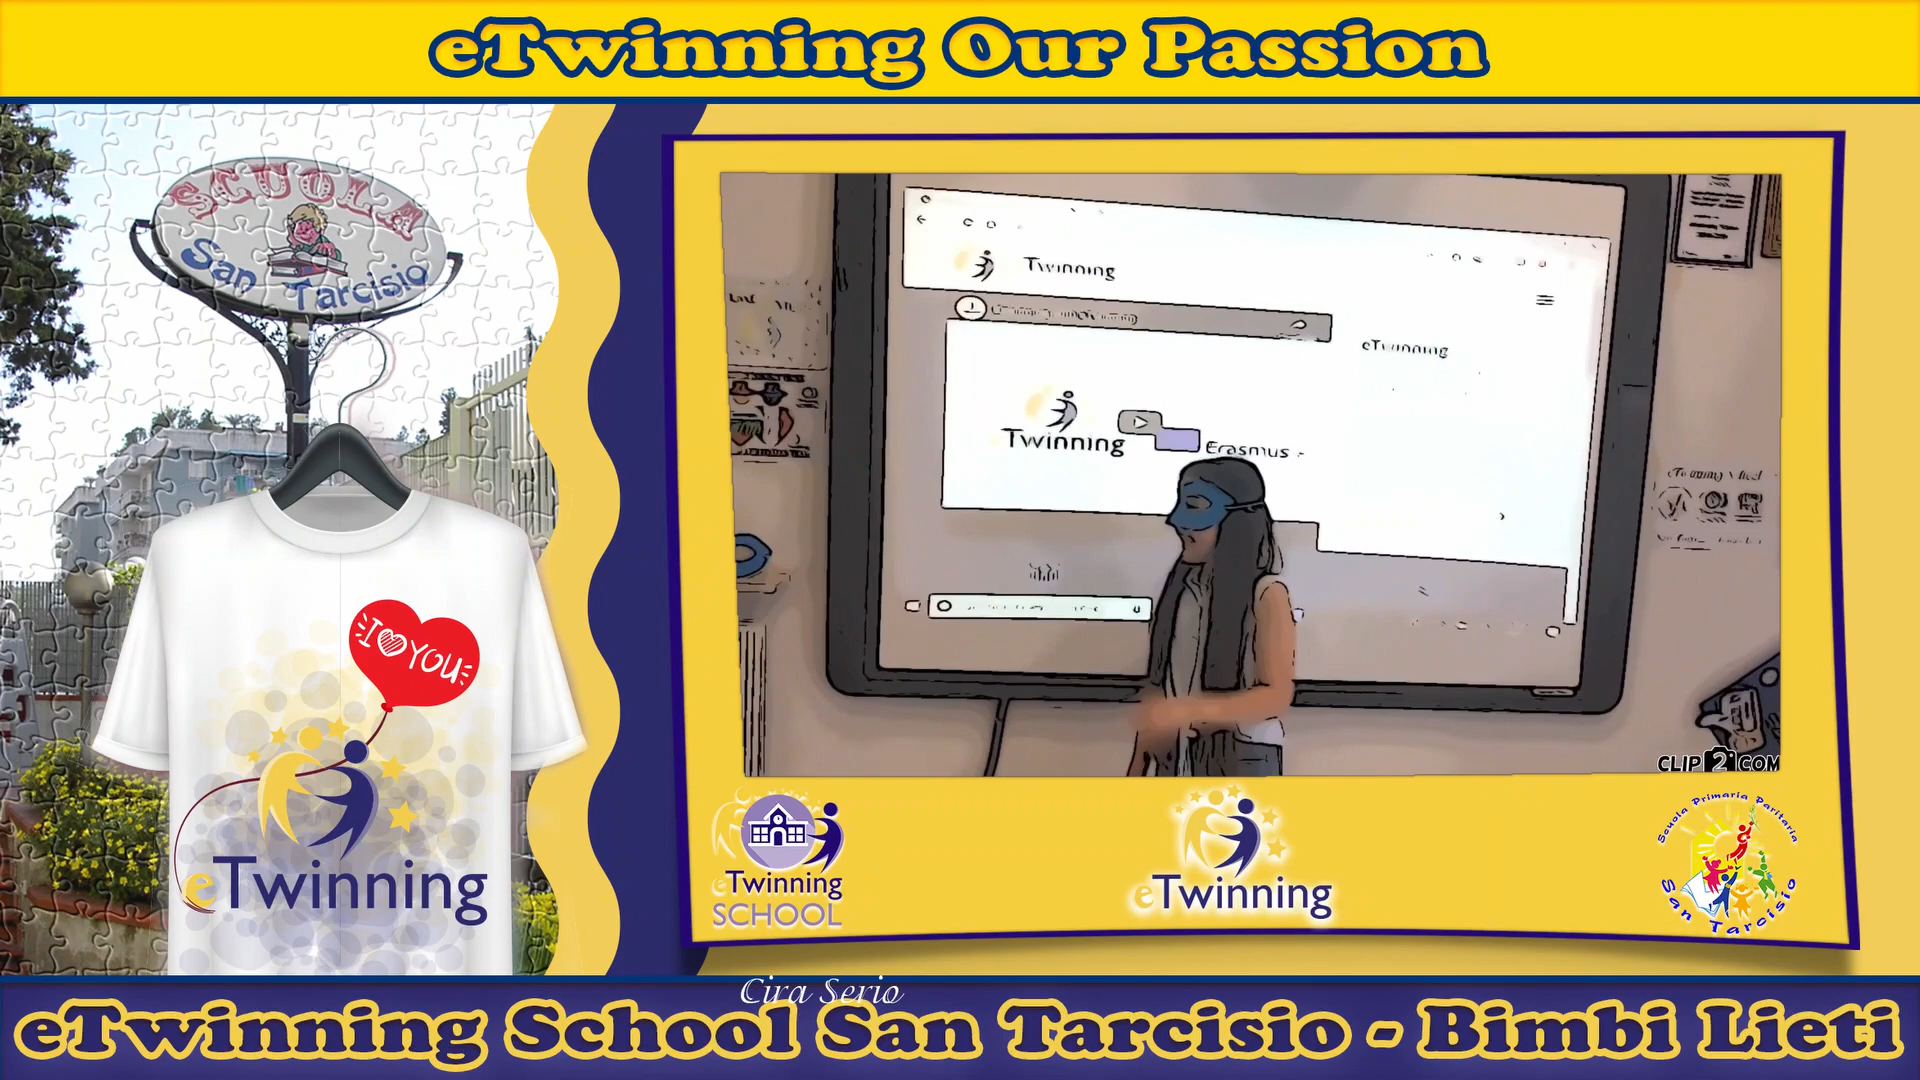 eTwinning Our Passion
SCUOLA
San Tarcisio
I YOU
eTwinning
Twinning
eTwinning
Twinning
Erasmus -
CLIP2COM
eTwinning
SCHOOL
eTwinning
Scuola Primaria Paritaria
San Tarcisio
Cira Serio
eTwinning School San Tarcisio - Bimbi Lieti